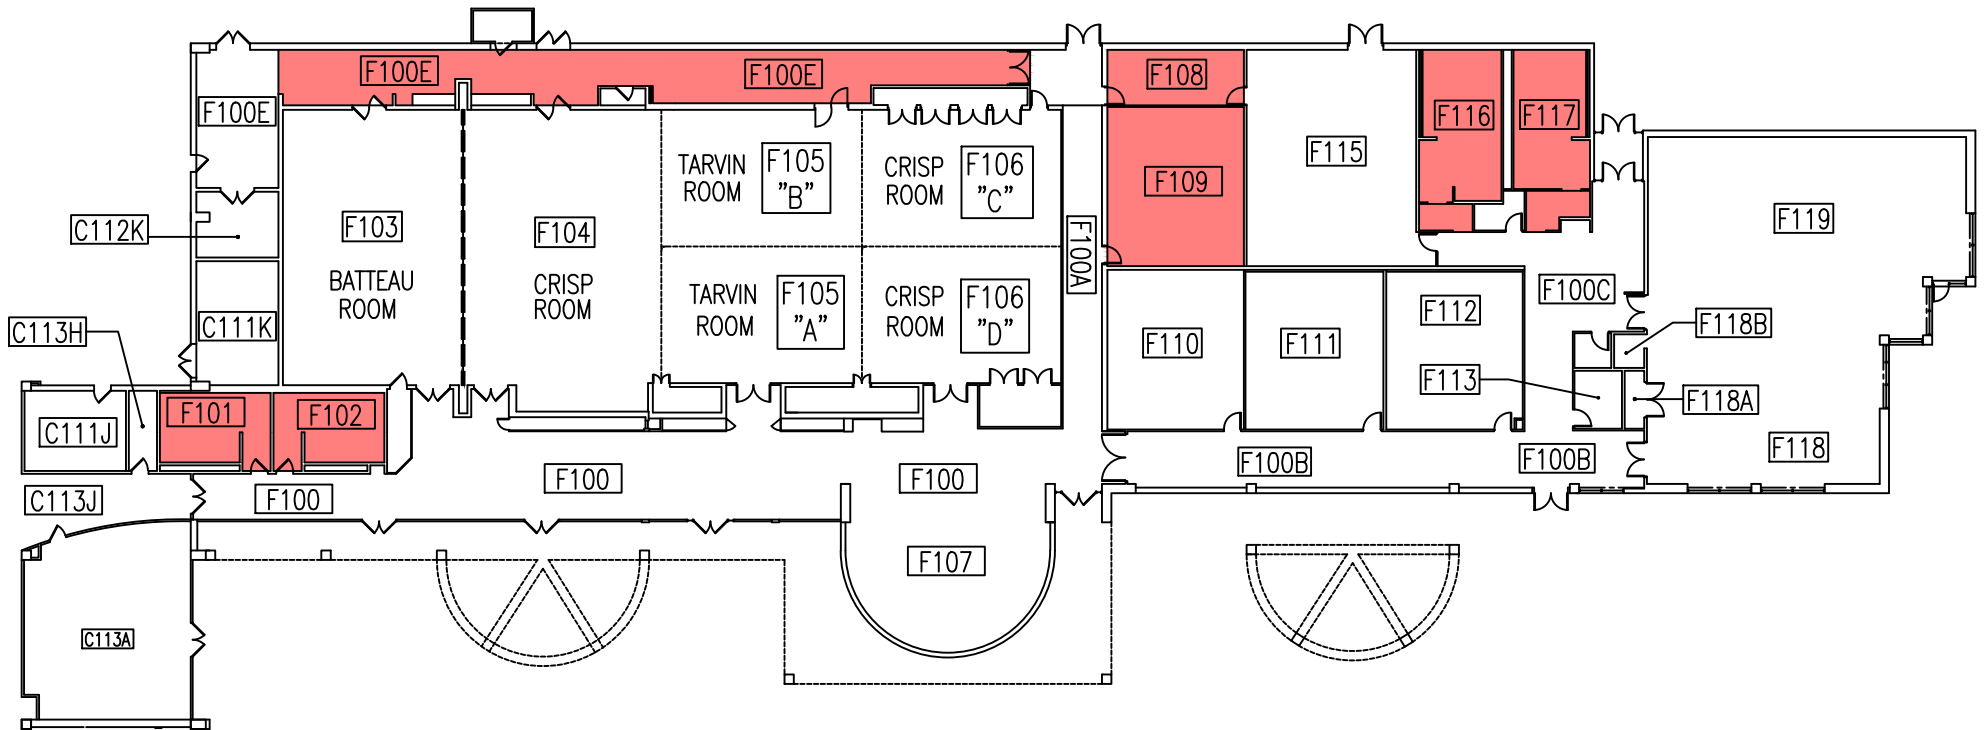 F100E
F100E
F108
F100E
F116
F117
TARVIN
ROOM
F105
"B"
CRISP
ROOM
F106
"C"
F115
F109
C112K
F103
BATTEAU
ROOM
F104
CRISP
ROOM
F100A
F119
TARVIN
ROOM
F105
"A"
CRISP
ROOM
F106
"D"
F100C
C113H
C111K
F110
F111
F112
F118B
F113
F118A
C111J
F101
F102
F118
C113J
F100
F100
F100
F100B
F100B
F107
C113A